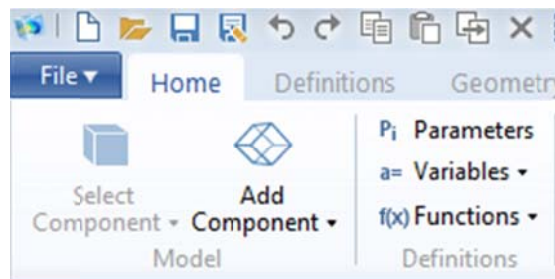 File Home Definitions Geometr
Pi Parameters
a= Variables
Select Component
Add Component
f(x) Functions
Model Definitions